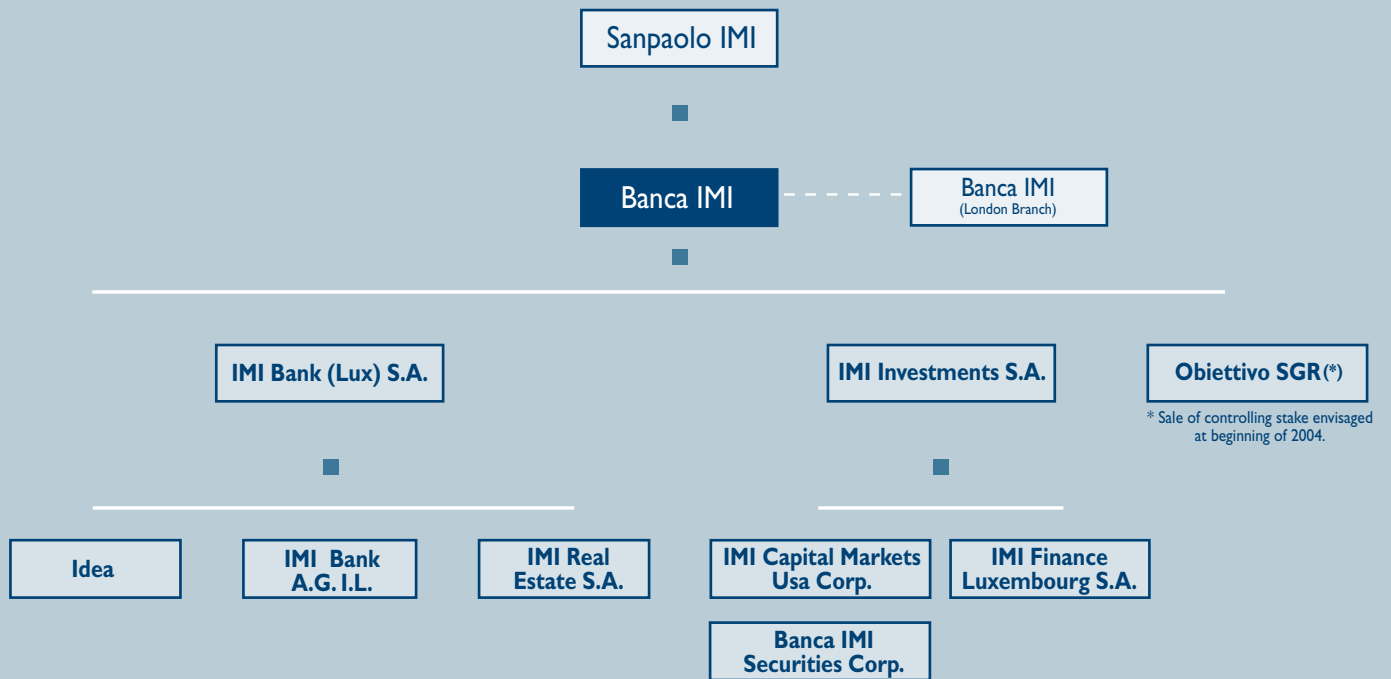 Sanpaolo IMI
Banca IMI
Banca IMI
(London Branch)
IMI Bank (Lux) S.A.
IMI Investments S.A.
Obiettivo SGR(*)
* Sale of controlling stake envisaged
at beginning of 2004.
Idea
IMI Bank
A.G. I.L.
IMI Real
Estate S.A.
IMI Capital Markets
Usa Corp.
IMI Finance
Luxembourg S.A.
Banca IMI
Securities Corp.